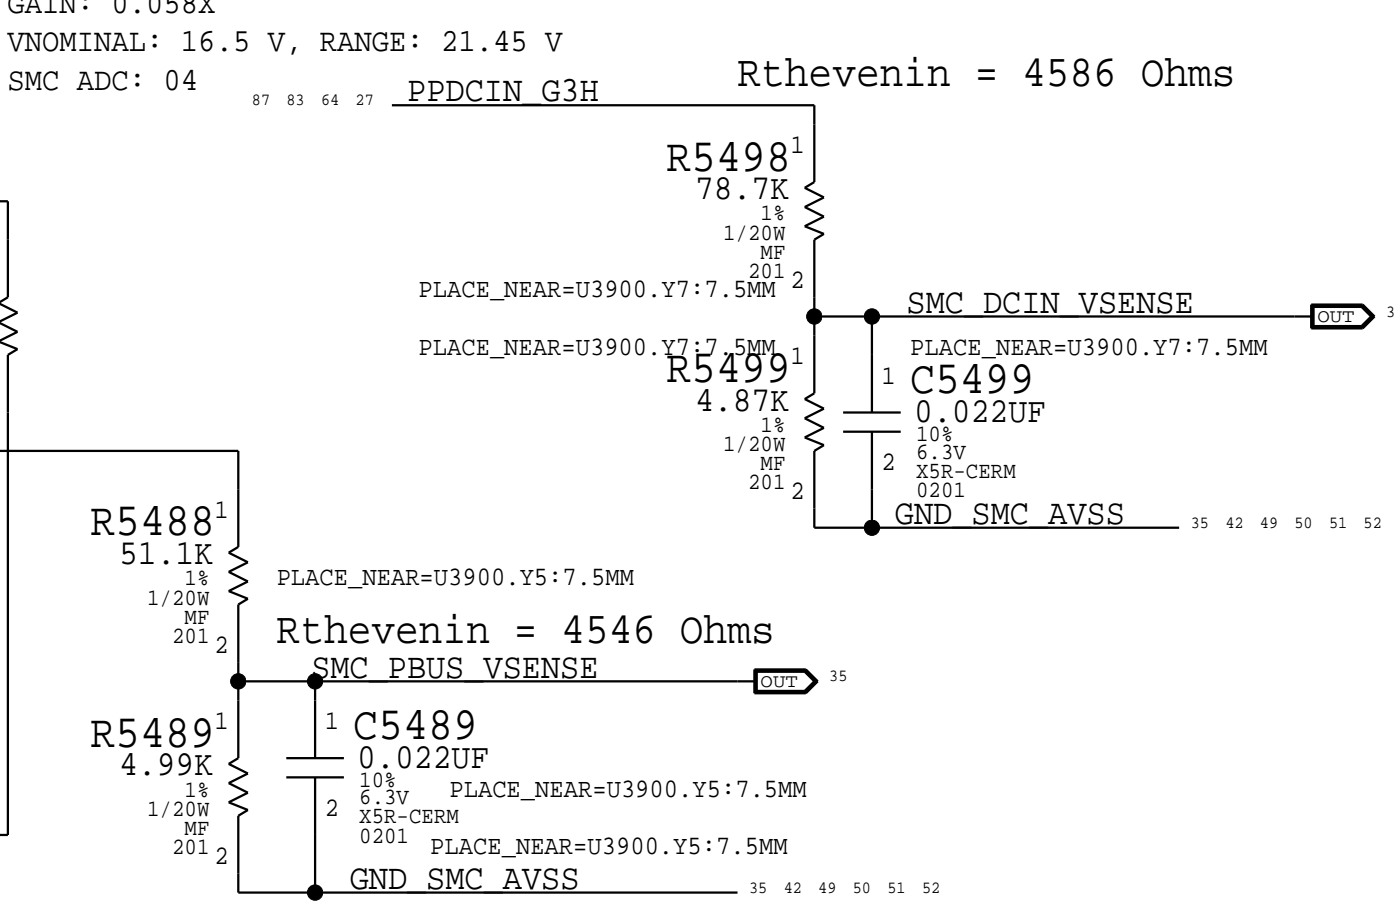 GAIN: 0.058X
VNOMINAL: 16.5 V, RANGE: 21.45 V
SMC ADC: 04
87 83 64 27
PPDCIN_G3H
Rthevenin = 4586 Ohms
R5498
1
78.7K
1%
1/20W
MF
201
2
PLACE_NEAR=U3900.Y7:7.5MM
SMC_DCIN_VSENSE
OUT
3
PLACE_NEAR=U3900.Y7:7.5MM
PLACE_NEAR=U3900.Y7:7.5MM
R5499
1
4.87K
1%
1/20W
MF
201
2
1
C5499
0.022UF
10%
6.3V
X5R-CERM
0201
2
GND_SMC_AVSS
35 42 49 50 51 52
R5488
1
51.1K
1%
1/20W
MF
201
2
PLACE_NEAR=U3900.Y5:7.5MM
Rthevenin = 4546 Ohms
SMC_PBUS_VSENSE
OUT
35
R5489
1
4.99K
1%
1/20W
MF
201
2
1
C5489
0.022UF
10%
6.3V
X5R-CERM
0201
2
PLACE_NEAR=U3900.Y5:7.5MM
PLACE_NEAR=U3900.Y5:7.5MM
GND_SMC_AVSS
35 42 49 50 51 52